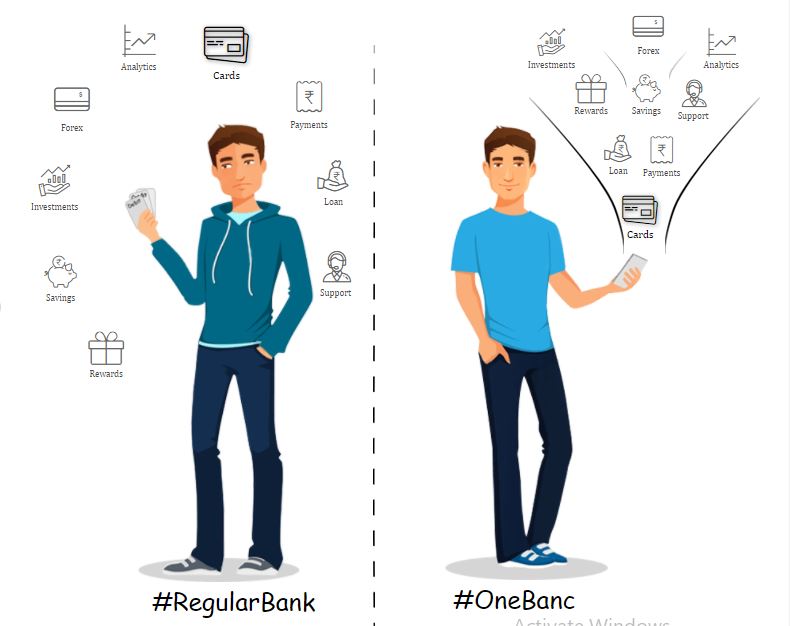 Analytics
Cards
Forex
Payments
Investments
Loan
Savings
Support
Rewards
#RegularBank
Forex
Investments
Analytics
Rewards
Savings
Support
Loan
Payments
Cards
#OneBanc
Activate Windows